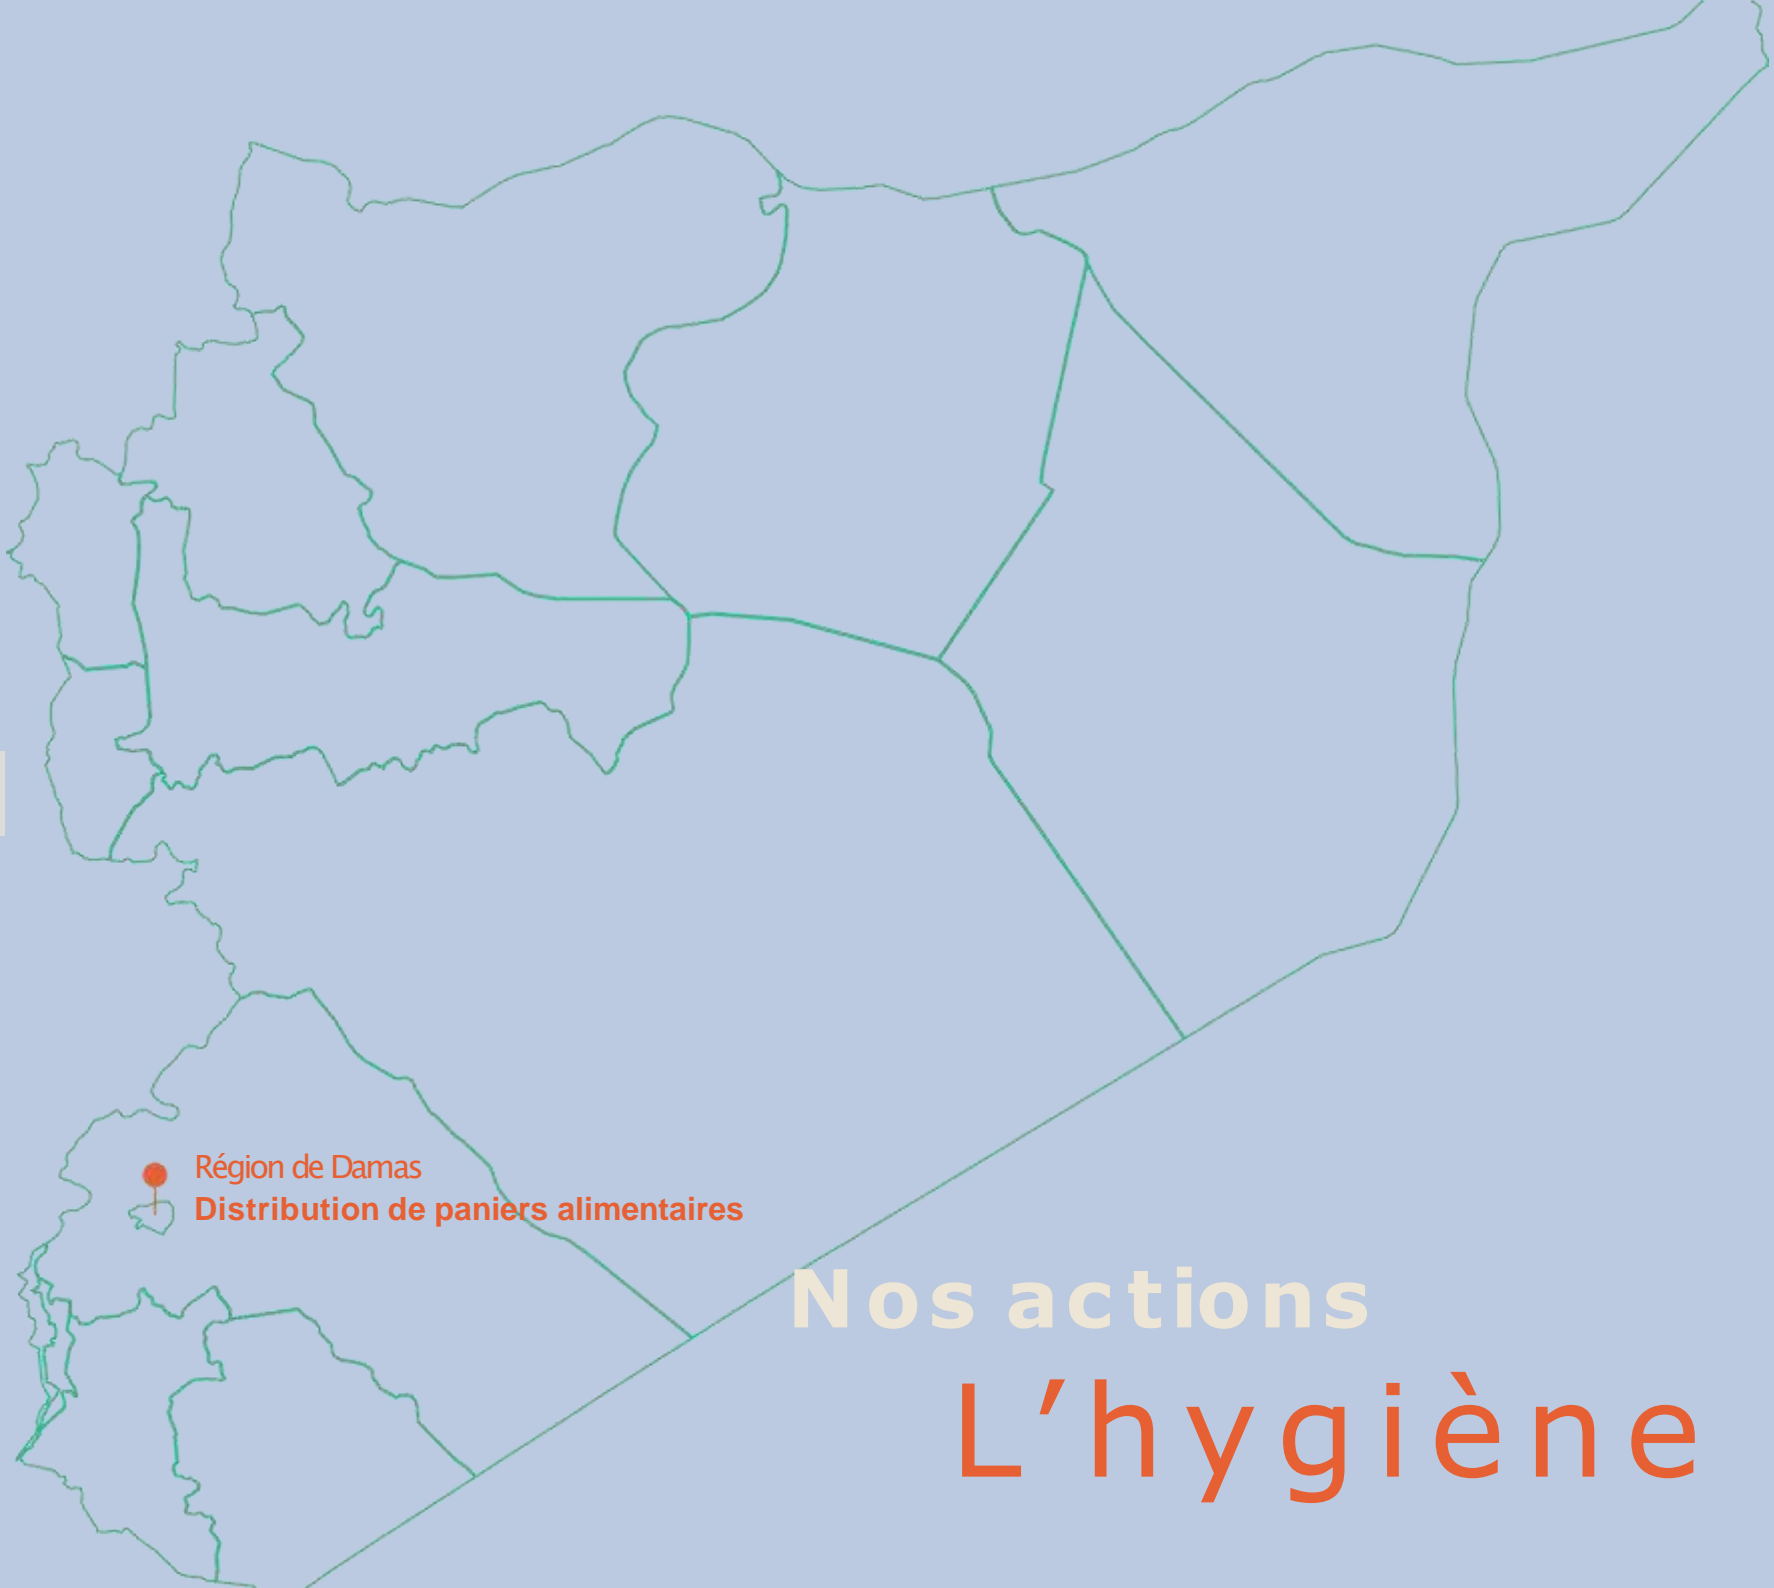 Région de Damas
Distribution de paniers alimentaires
Nos actions
L’hygiène